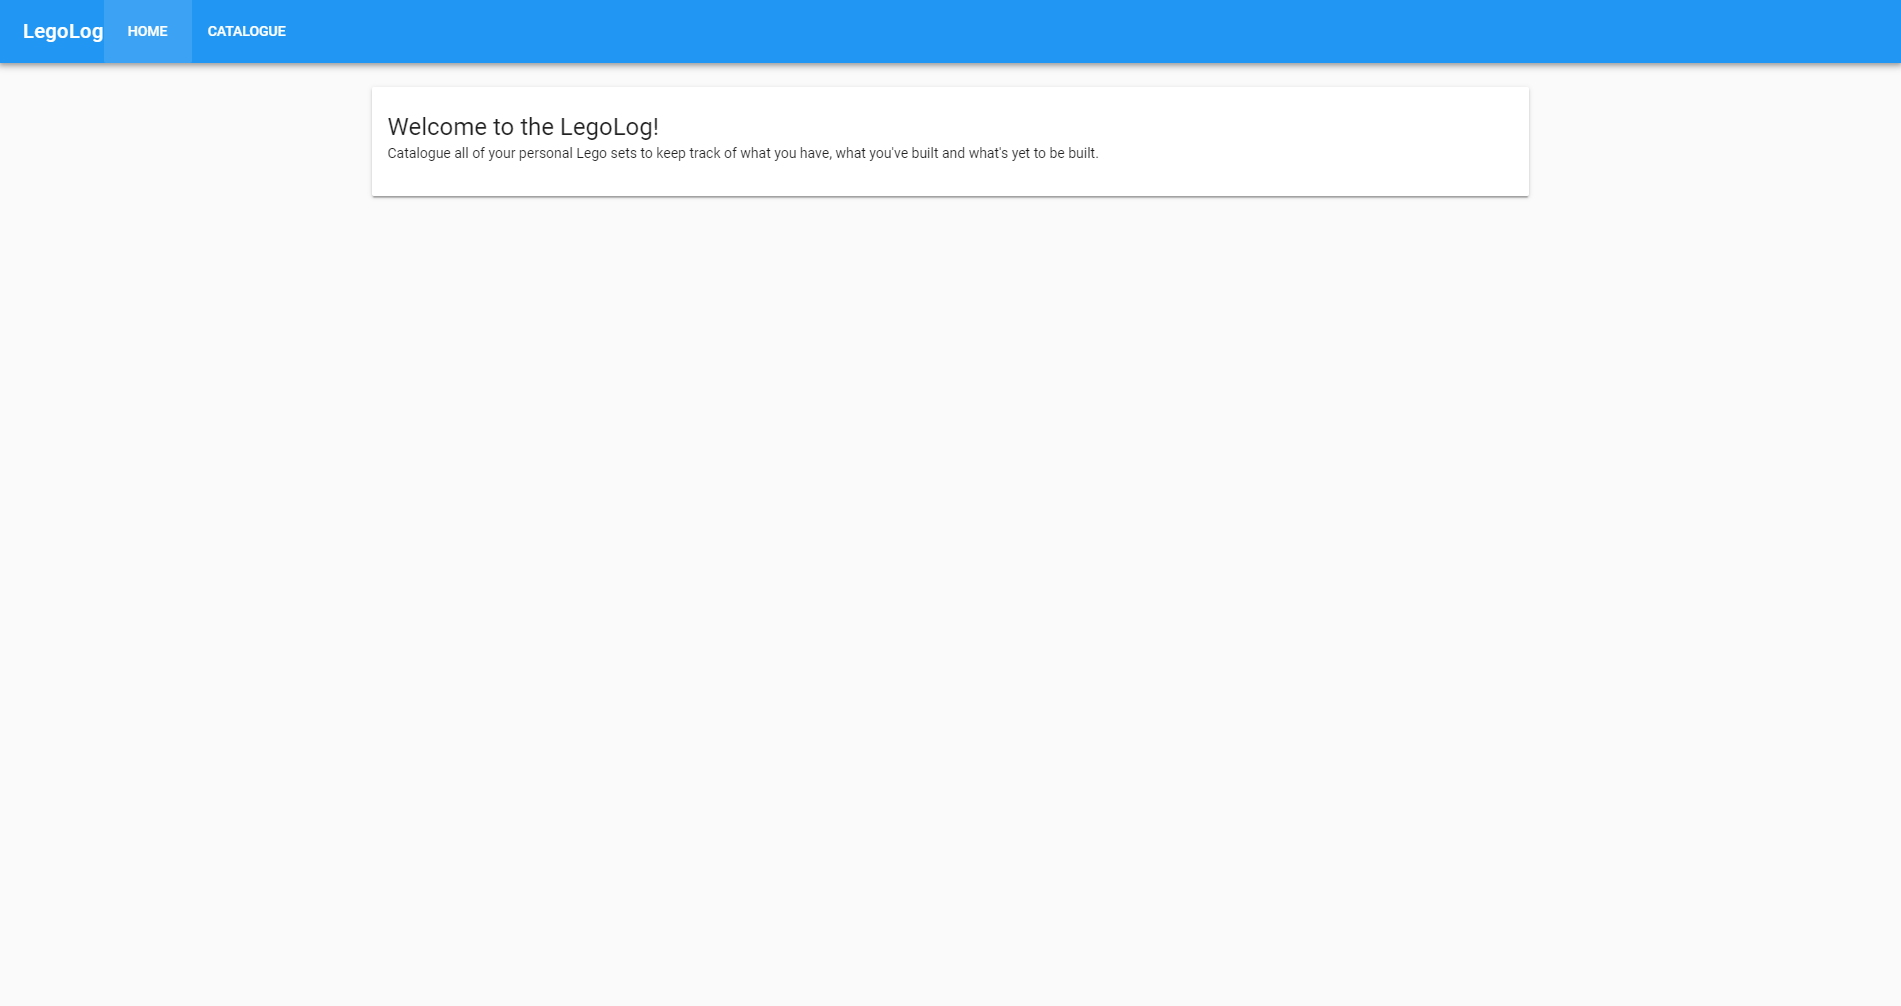 LegoLog HOME CATALOGUE
Welcome to the LegoLog!
Catalogue all of your personal Lego sets to keep track of what you have, what you've built and what's yet to be built.